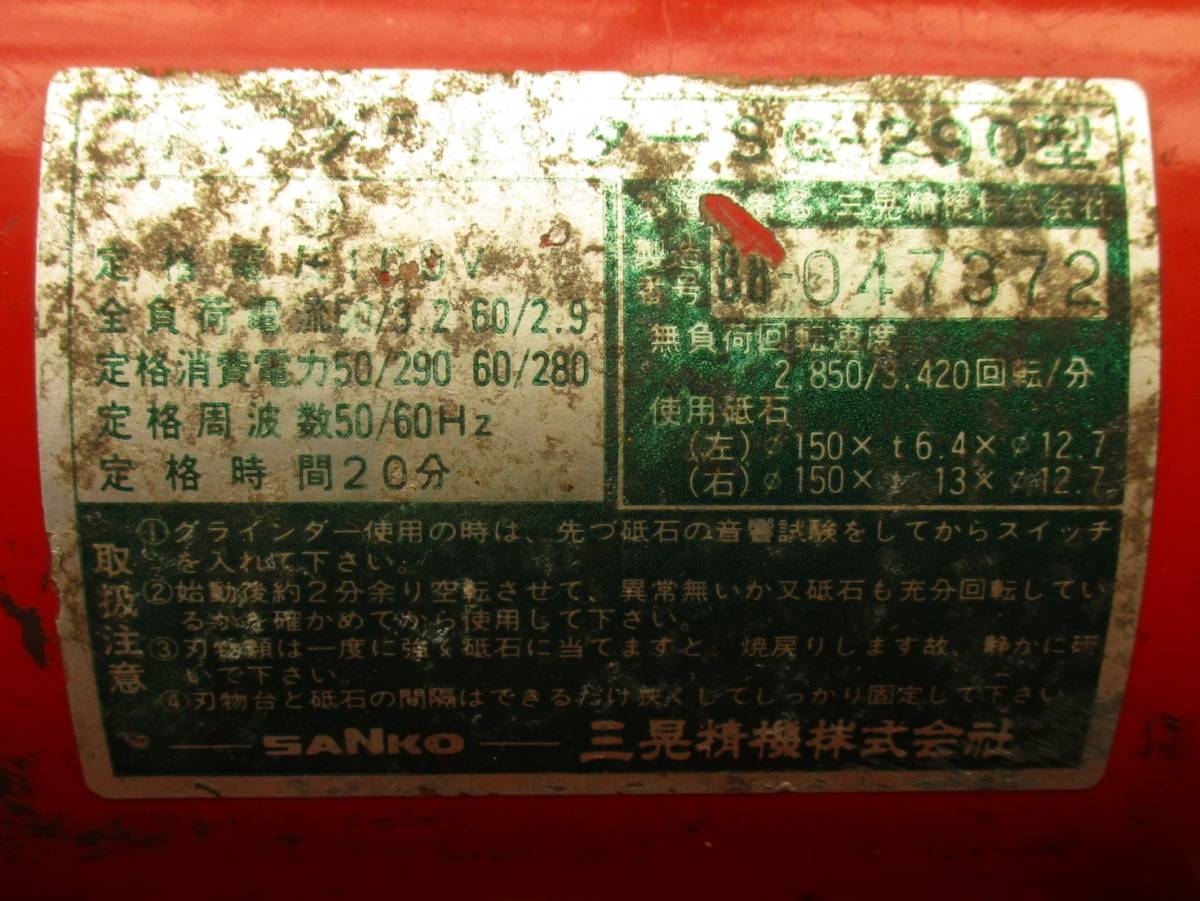 ター SG-290型
定格電圧100V
全負荷電流50/3.2 60/2.9
定格消費電力50/290 60/280
定格周波数50/60Hz
定格時間20分
三晃精機株式会社
製造番号 88-047372
無負荷回転速度
2,850/3,420回転/分
使用砥石
(左)φ150×t6.4×φ12.7
(右)φ150×t 13×φ12.7
取扱注意
①グラインダー使用の時は、先づ砥石の音響試験をしてからスイッチ
を入れて下さい。
②始動後約2分余り空転させて、異常無いか又砥石も充分回転してい
るかを確かめてから使用して下さい。
③刃物類は一度に強く砥石に当てますと、焼戻りします故、静かに研
いで下さい。
④刃物台と砥石の間隔はできるだけ狭くしてしっかり固定して下さい
SANKO 三晃精機株式会社